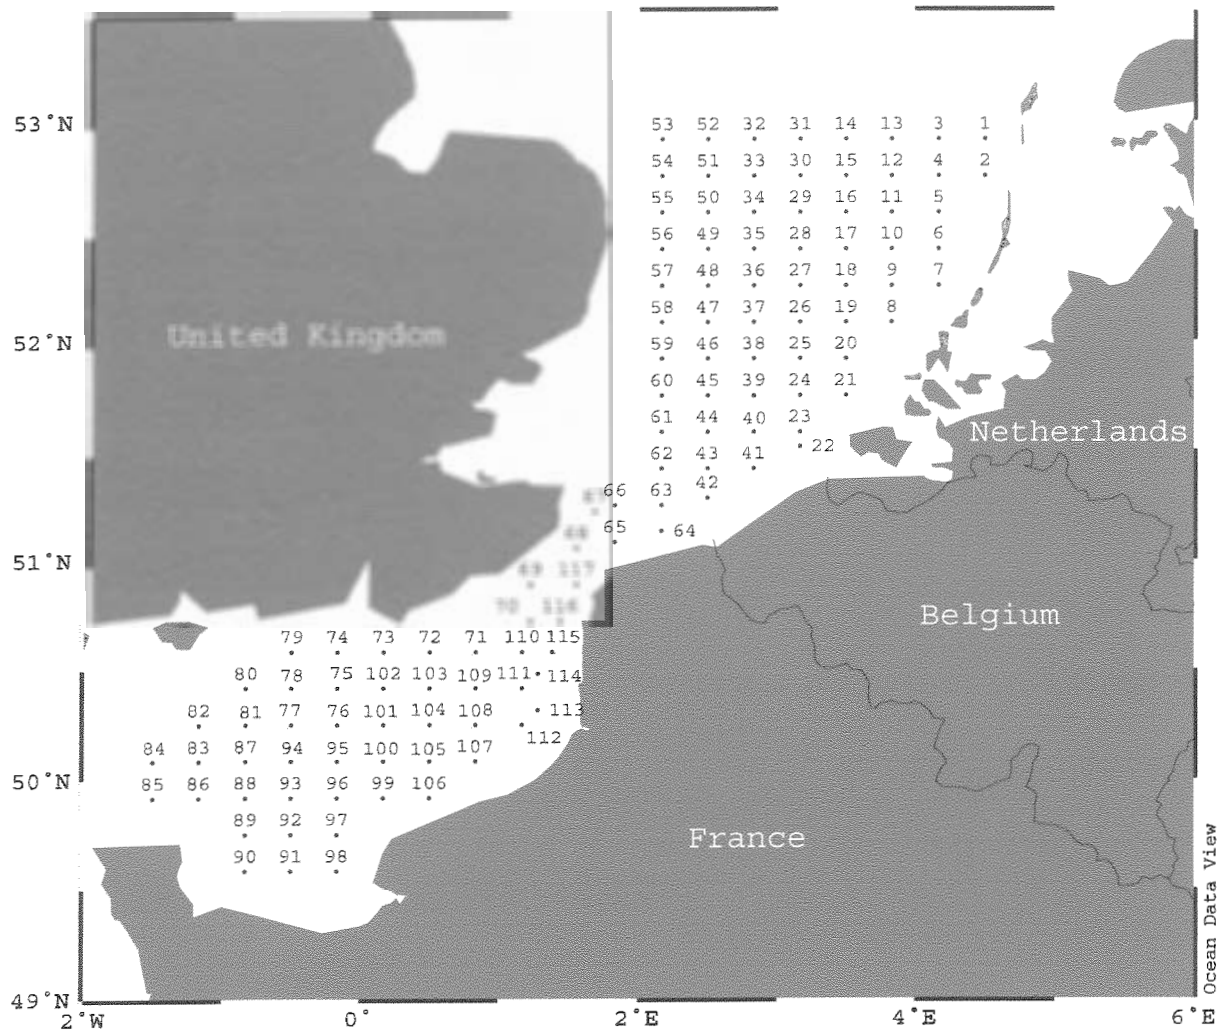 53°N 53 52 32 31 14 13 3 1
54 51 33 30 15 12 4 2
55 50 34 29 16 11 5
56 49 35 28 17 10 6
57 48 36 27 18 9 7
58 47 37 26 19 8
United Kingdom
52°N 59 46 38 25 20
60 45 39 24 21
61 44 40 23
Netherlands
62 43 41 22
66 63 42
67
65 64
68
51°N 69 117
70 116
Belgium
79 74 73 72 71 110 115
80 78 75 102 103 109 111 114
82 81 77 76 101 104 108 113
112
84 83 87 94 95 100 105 107
50°N 85 86 88 93 96 99 106
89 92 97
France
90 91 98
Ocean Data View
49°N
2°W 0° 2°E 4°E 6°E